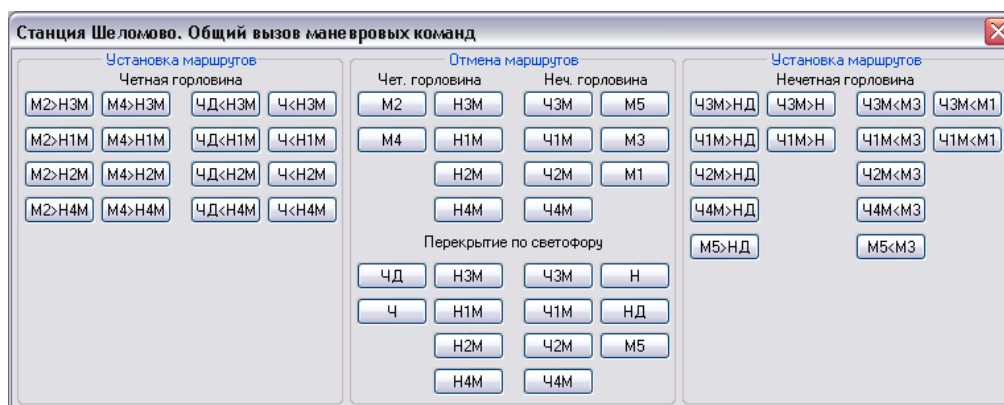 Станция Шеломово. Общий вызов маневровых команд
Установка маршрутов
Четная горловина
М2>Н3М М4>Н3М ЧД<Н3М Ч<Н3М
М2>Н1М М4>Н1М ЧД<Н1М Ч<Н1М
М2>Н2М М4>Н2М ЧД<Н2М Ч<Н2М
М2>Н4М М4>Н4М ЧД<Н4М Ч<Н4М
Отмена маршрутов
Чет. горловина Неч. горловина
М2 Н3М Ч3М М5
М4 Н1М Ч1М М3
Н2М Ч2М М1
Н4М Ч4М
Перекрытие по светофору
ЧД Н3М Ч3М Н
Ч Н1М Ч1М НД
Н2М Ч2М М5
Н4М Ч4М
Установка маршрутов
Нечетная горловина
Ч3М>НД Ч3М>Н Ч3М<М3 Ч3М<М1
Ч1М>НД Ч1М>Н Ч1М<М3 Ч1М<М1
Ч2М>НД Ч2М<М3
Ч4М>НД Ч4М<М3
М5>НД М5<М3